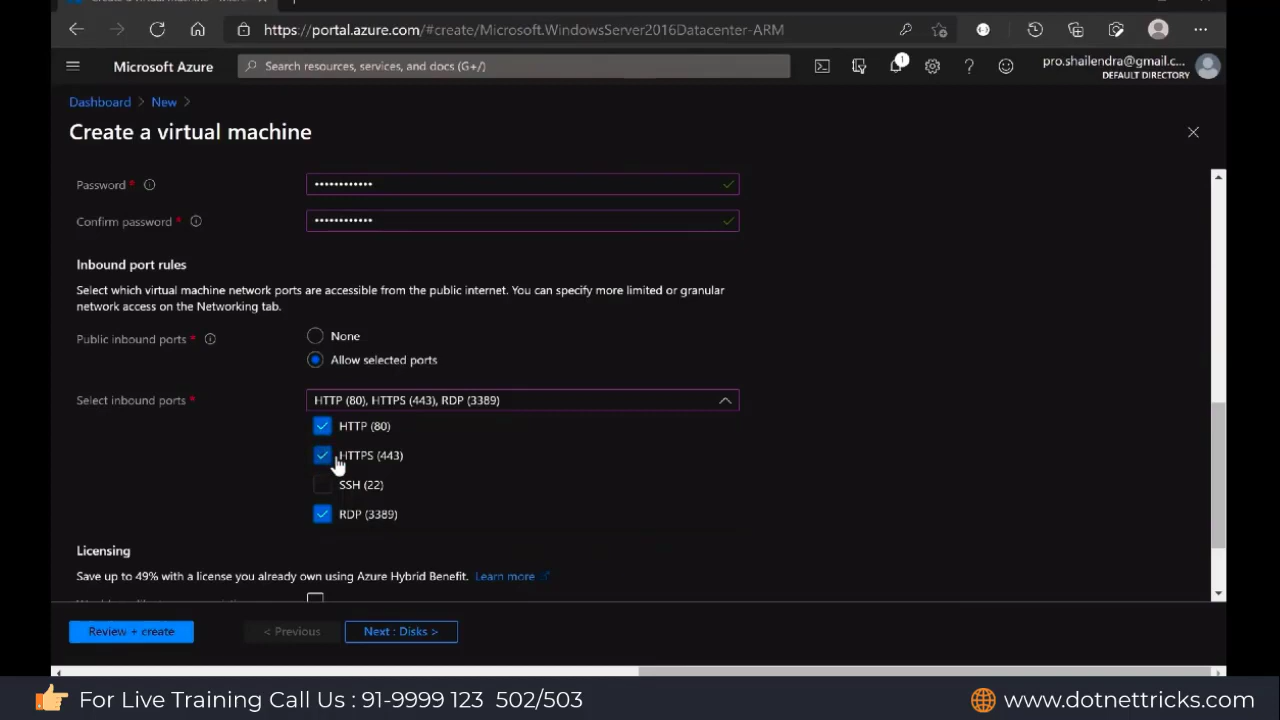 https://portal.azure.com/#create/Microsoft.WindowsServer2016Datacenter-ARM
Microsoft Azure
Search resources, services, and docs (G+/)
1
pro.shailendra@gmail.c...
DEFAULT DIRECTORY
Dashboard > New >
Create a virtual machine
Password *
Confirm password *
Inbound port rules
Select which virtual machine network ports are accessible from the public internet. You can specify more limited or granular
network access on the Networking tab.
Public inbound ports *
None
Allow selected ports
Select inbound ports *
HTTP (80), HTTPS (443), RDP (3389)
HTTP (80)
HTTPS (443)
SSH (22)
RDP (3389)
Licensing
Save up to 49% with a license you already own using Azure Hybrid Benefit. Learn more
Review + create
< Previous
Next : Disks >
For Live Training Call Us : 91-9999 123 502/503
www.dotnettricks.com